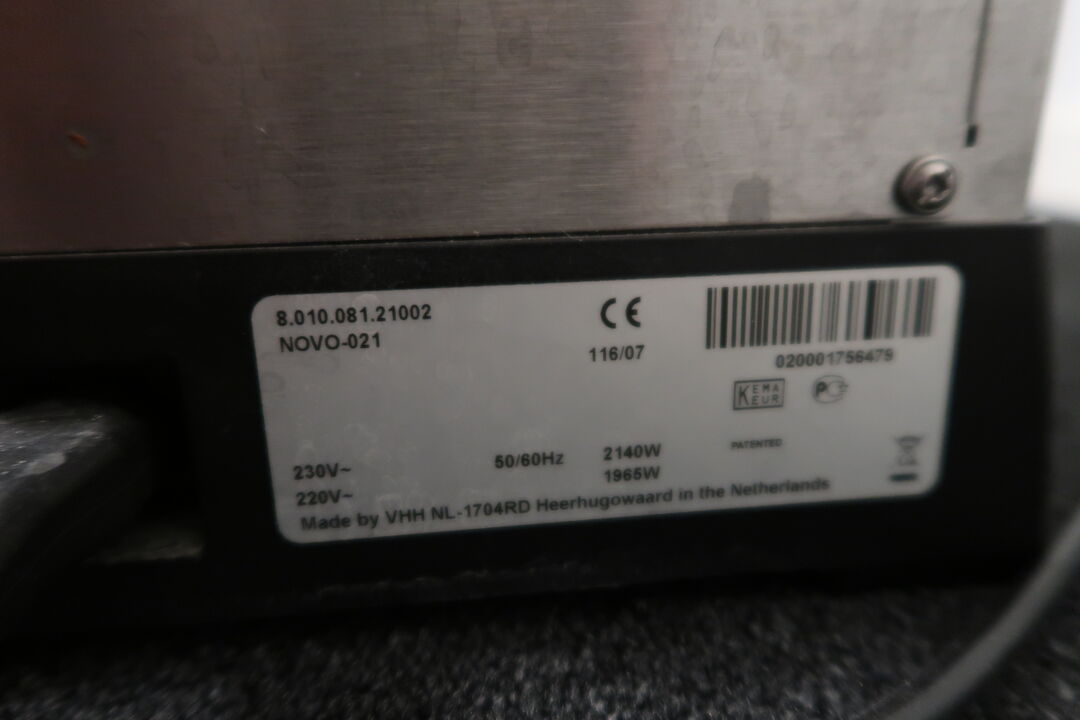 8.010.081.21002
NOVO-021
CE
116/07
020001756479
KEMA
KEUR
PATENTED
230V~ 50/60Hz 2140W
220V~ 1965W
Made by VHH NL-1704RD Heerhugowaard in the Netherlands